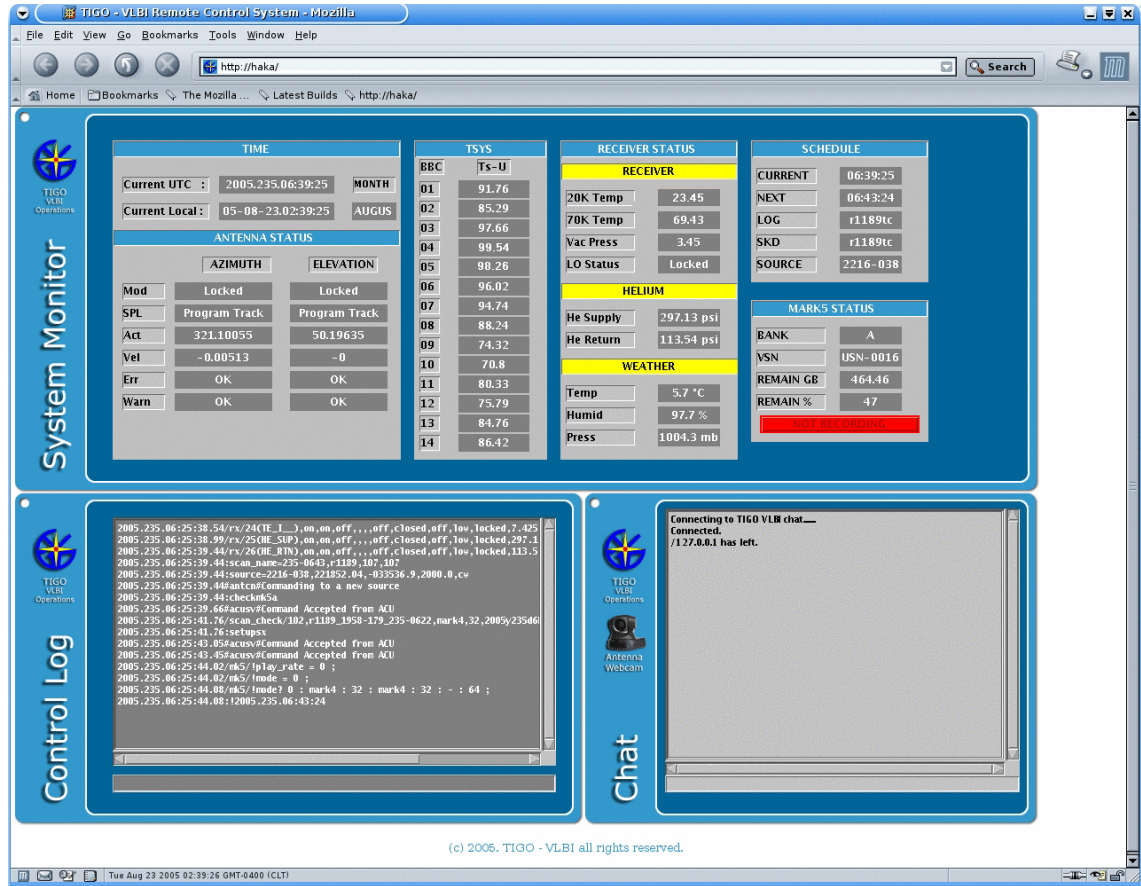 TIGO - VLBI Remote Control System - Mozilla
File Edit View Go Bookmarks Tools Window Help
http://haka/
Search
Home Bookmarks The Mozilla ... Latest Builds http://haka/
TIGO
VLBI
Operations
System Monitor
TIME
Current UTC : 2005.235.06:39:25 MONTH
Current Local : 05-08-23.02:39:25 AUGUS
ANTENNA STATUS
AZIMUTH ELEVATION
Mod Locked Locked
SPL Program Track Program Track
Act 321.10055 50.19635
Vel -0.00513 -0
Err OK OK
Warn OK OK
TSYS
BBC Ts-U
01 91.76
02 85.29
03 97.66
04 99.54
05 98.26
06 96.02
07 94.74
08 88.24
09 74.32
10 70.8
11 80.33
12 75.79
13 84.76
14 86.42
RECEIVER STATUS
RECEIVER
20K Temp 23.45
70K Temp 69.43
Vac Press 3.45
LO Status Locked
HELIUM
He Supply 297.13 psi
He Return 113.54 psi
WEATHER
Temp 5.7 °C
Humid 97.7 %
Press 1004.3 mb
SCHEDULE
CURRENT 06:39:25
NEXT 06:43:24
LOG r1189tc
SKD r1189tc
SOURCE 2216-038
MARK5 STATUS
BANK A
VSN USN-0016
REMAIN GB 464.46
REMAIN % 47
NOT RECORDING
TIGO
VLBI
Operations
Control Log
2005.235.06:25:38.54/rx/24(TE_I__),on,on,off,,,,off,closed,off,low,locked,7.425
2005.235.06:25:38.99/rx/25(HE_SUP),on,on,off,,,,off,closed,off,low,locked,297.1
2005.235.06:25:39.44/rx/26(HE_RTN),on,on,off,,,,off,closed,off,low,locked,113.5
2005.235.06:25:39.44:scan_name=235-0643,r1189,107,107
2005.235.06:25:39.44:source=2216-038,221852.04,-033536.9,2000.0,cw
2005.235.06:25:39.44#antcn#Commanding to a new source
2005.235.06:25:39.44:checkmk5a
2005.235.06:25:39.66#acusv#Command Accepted from ACU
2005.235.06:25:41.76/scan_check/102,r1189_1958-179_235-0622,mark4,32,2005y235d6
2005.235.06:25:41.76:setupsx
2005.235.06:25:43.05#acusv#Command Accepted from ACU
2005.235.06:25:43.45#acusv#Command Accepted from ACU
2005.235.06:25:44.02/mk5/!play_rate = 0 ;
2005.235.06:25:44.02/mk5/!mode = 0 ;
2005.235.06:25:44.08/mk5/!mode? 0 : mark4 : 32 : mark4 : 32 : - : 64 ;
2005.235.06:25:44.08:!2005.235.06:43:24
TIGO
VLBI
Operations
Antenna
Webcam
Chat
Connecting to TIGO VLBI chat.....
Connected.
/127.0.0.1 has left.
(c) 2005. TIGO - VLBI all rights reserved.
Tue Aug 23 2005 02:39:26 GMT-0400 (CLT)